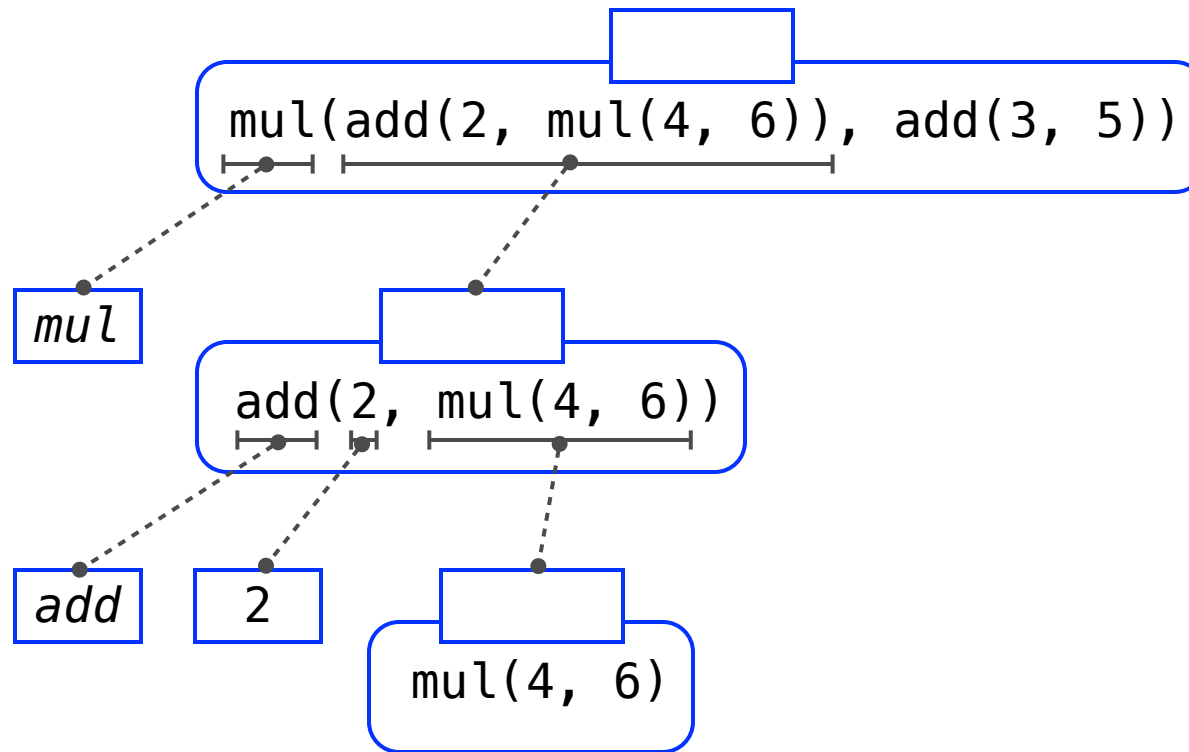 mul(add(2, mul(4, 6)), add(3, 5))
mul
add(2, mul(4, 6))
add
2
mul(4, 6)